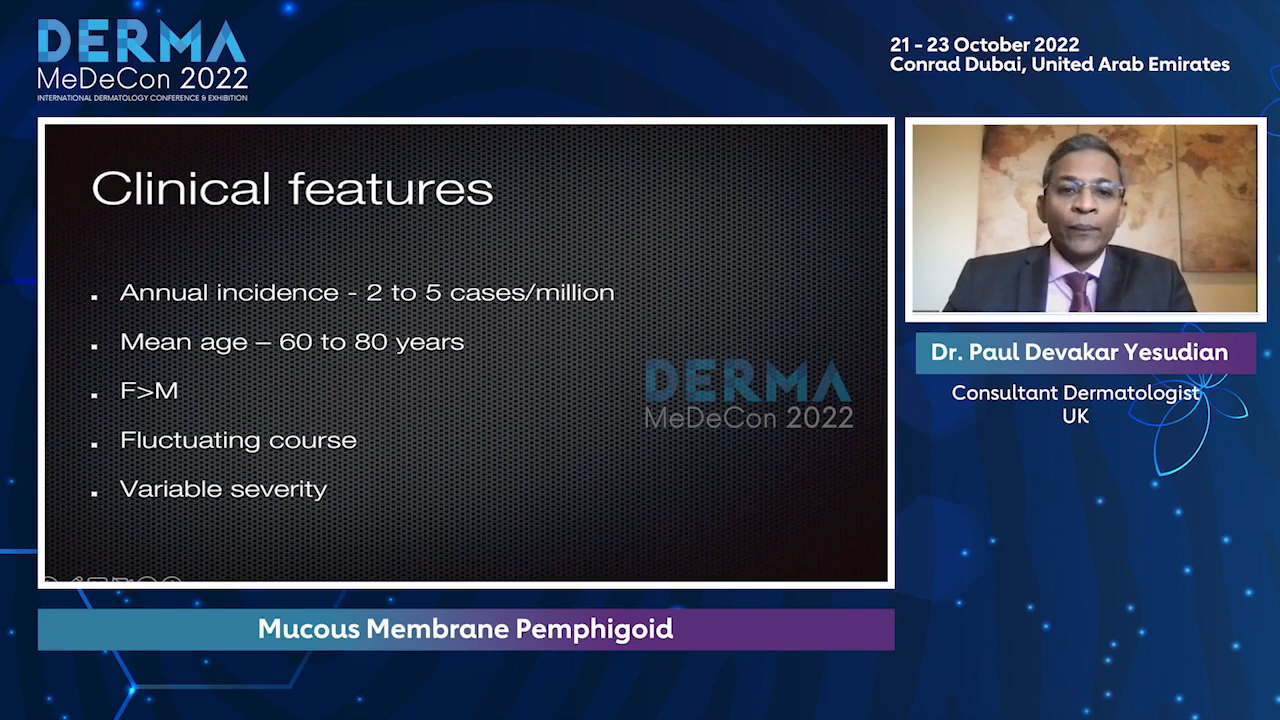 DERMA
MeDeCon 2022
INTERNATIONAL DERMATOLOGY CONFERENCE & EXHIBITION
21 - 23 October 2022
Conrad Dubai, United Arab Emirates
Clinical features
Annual incidence - 2 to 5 cases/million
Mean age – 60 to 80 years
F>M
Fluctuating course
Variable severity
DERMA
MeDeCon 2022
Dr. Paul Devakar Yesudian
Consultant Dermatologist
UK
Mucous Membrane Pemphigoid